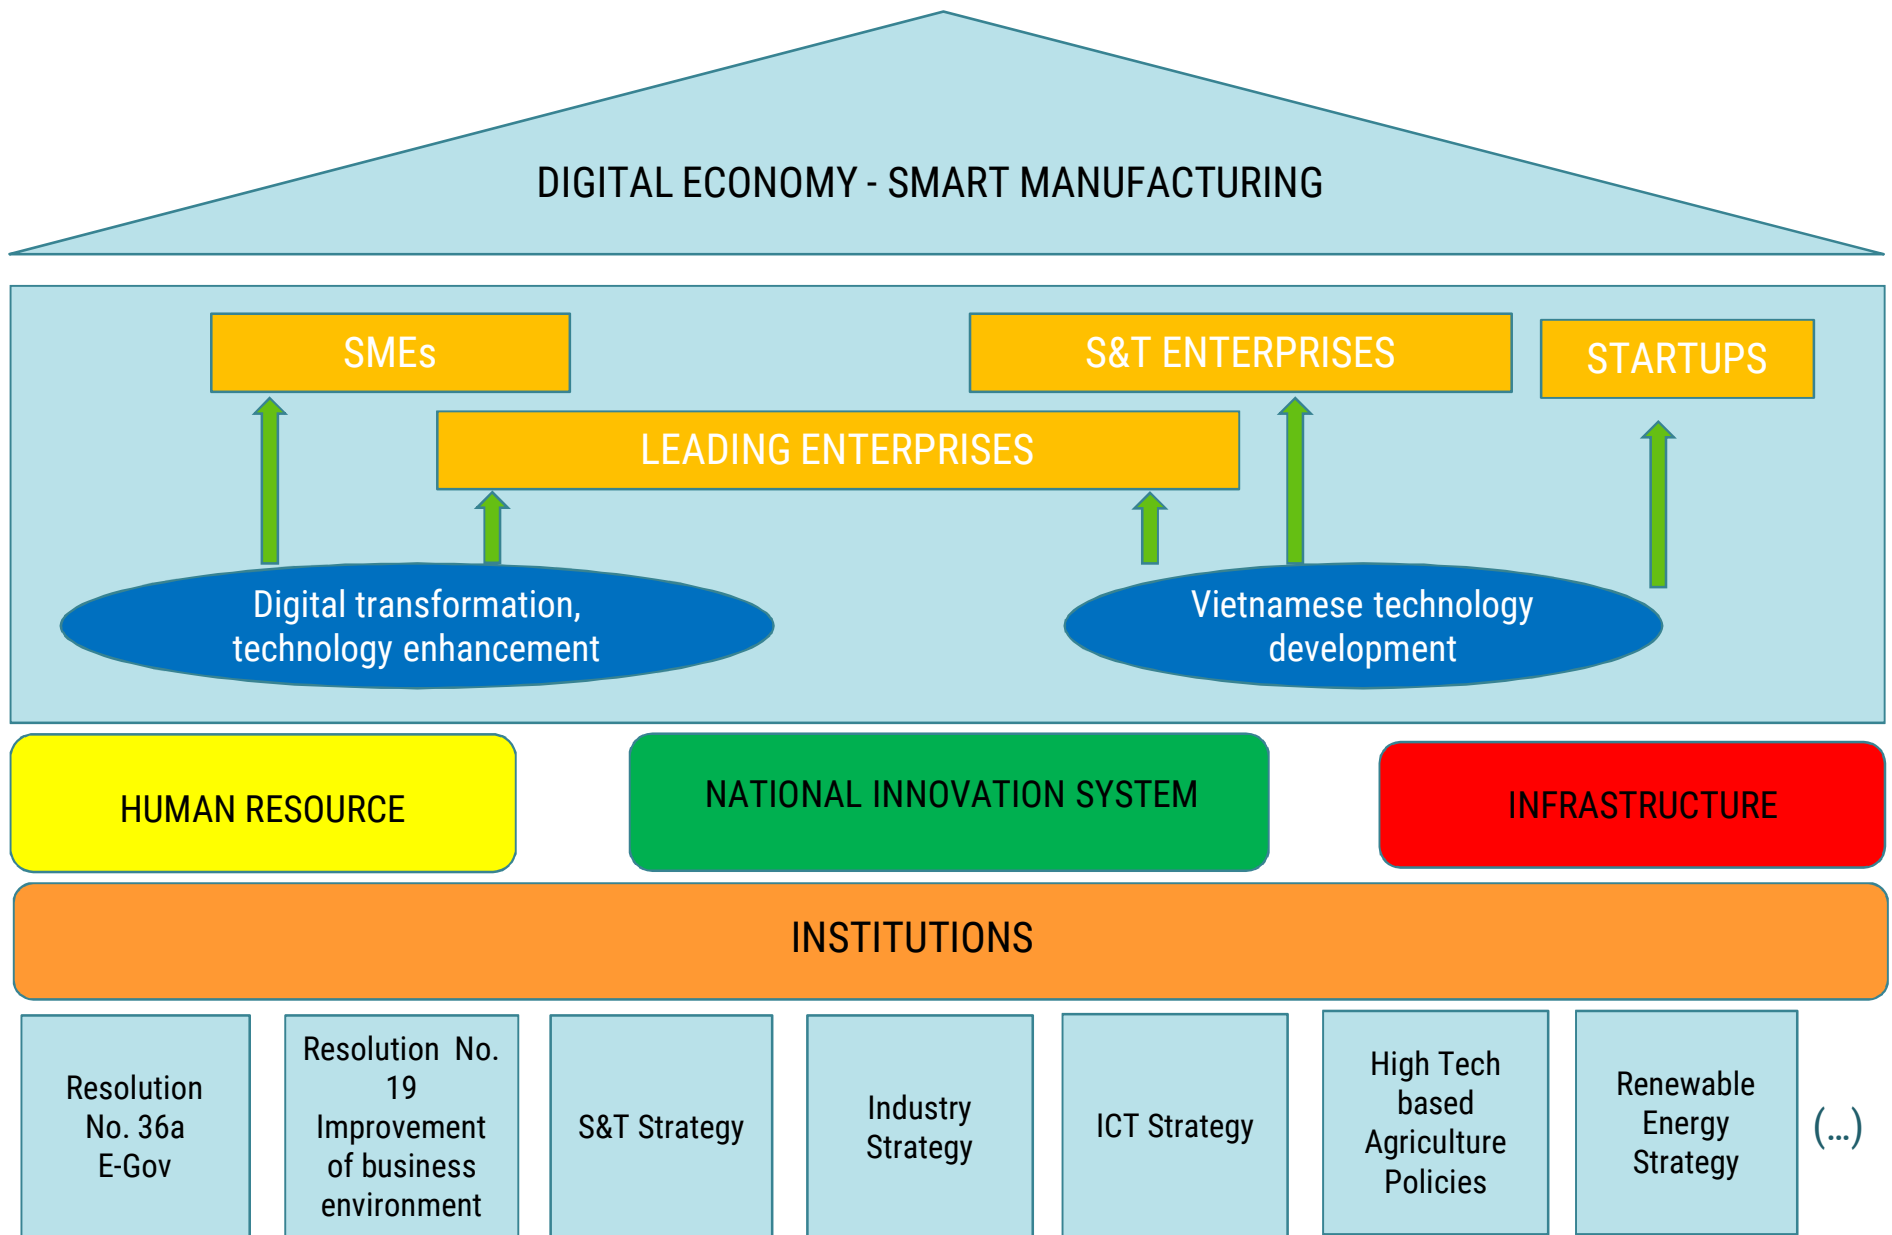 DIGITAL ECONOMY - SMART MANUFACTURING
SMEs
S&T ENTERPRISES
STARTUPS
LEADING ENTERPRISES
Digital transformation,
technology enhancement
Vietnamese technology
development
HUMAN RESOURCE
NATIONAL INNOVATION SYSTEM
INFRASTRUCTURE
INSTITUTIONS
Resolution
No. 36a
E-Gov
Resolution No.
19
Improvement
of business
environment
S&T Strategy
Industry
Strategy
ICT Strategy
High Tech
based
Agriculture
Policies
Renewable
Energy
Strategy
(...)